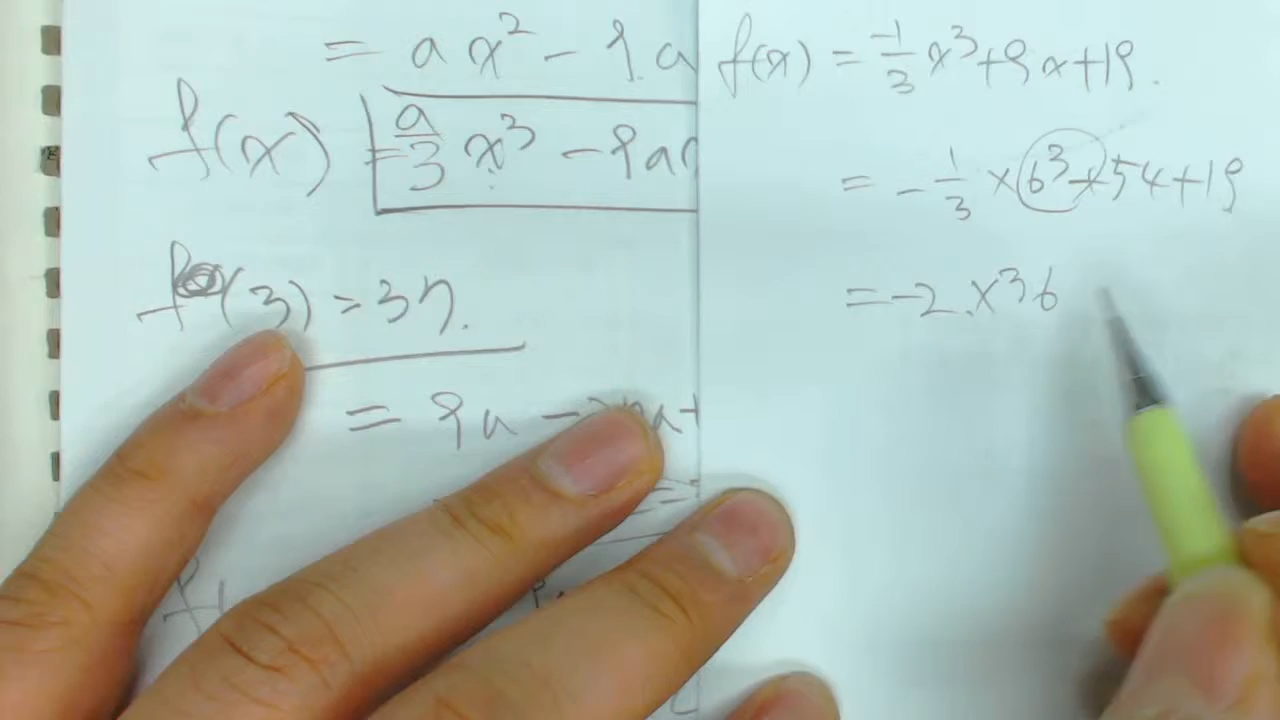 = ax² - 9a
f(x) = a/3 x³ - 9a
f(3) = 37.
= 9a -
f(x) = -1/3 x³ + 9x + 19.
= - 1/3 × 6³ + 54 + 19
= -2 × 36